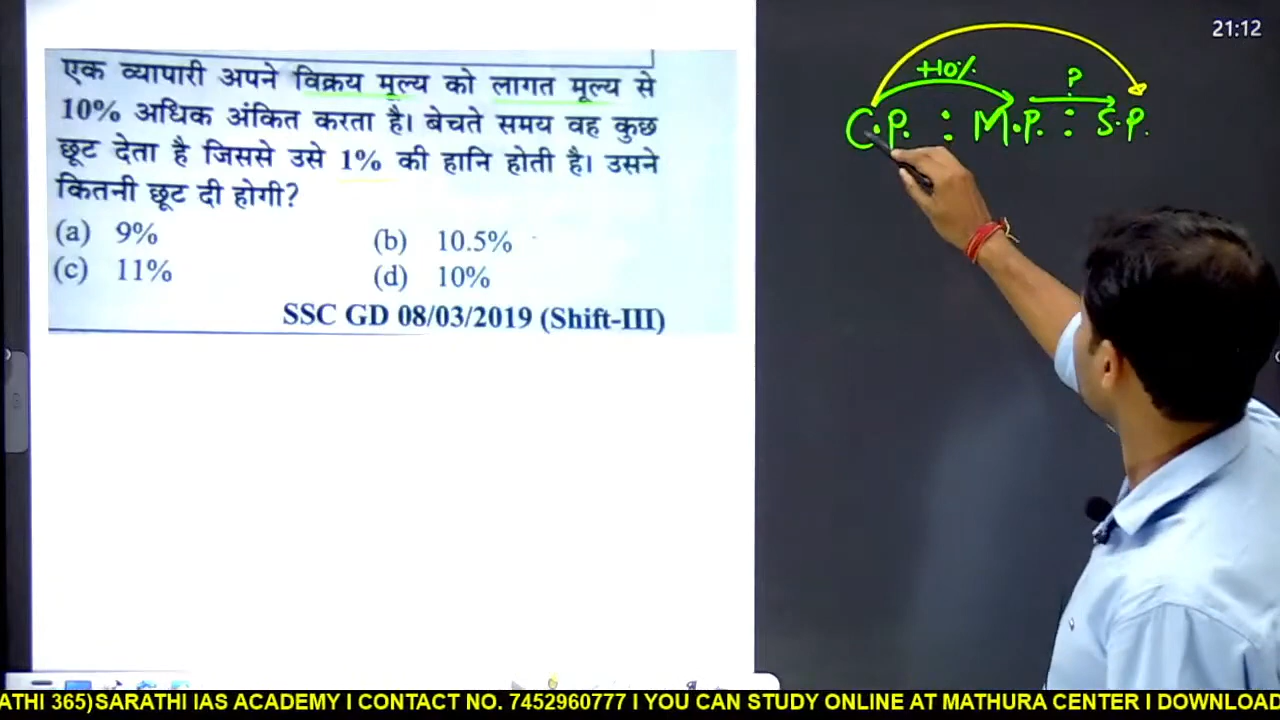 21:12
एक व्यापारी अपने विक्रय मूल्य को लागत मूल्य से
10% अधिक अंकित करता है। बेचते समय वह कुछ
छूट देता है जिससे उसे 1% की हानि होती है। उसने
कितनी छूट दी होगी?
(a) 9%
(b) 10.5%
(c) 11%
(d) 10%
SSC GD 08/03/2019 (Shift-III)
+10%
?
C.P. : M.P. : S.P.
ATHI 365)SARATHI IAS ACADEMY I CONTACT NO. 7452960777 I YOU CAN STUDY ONLINE AT MATHURA CENTER I DOWNLOAD